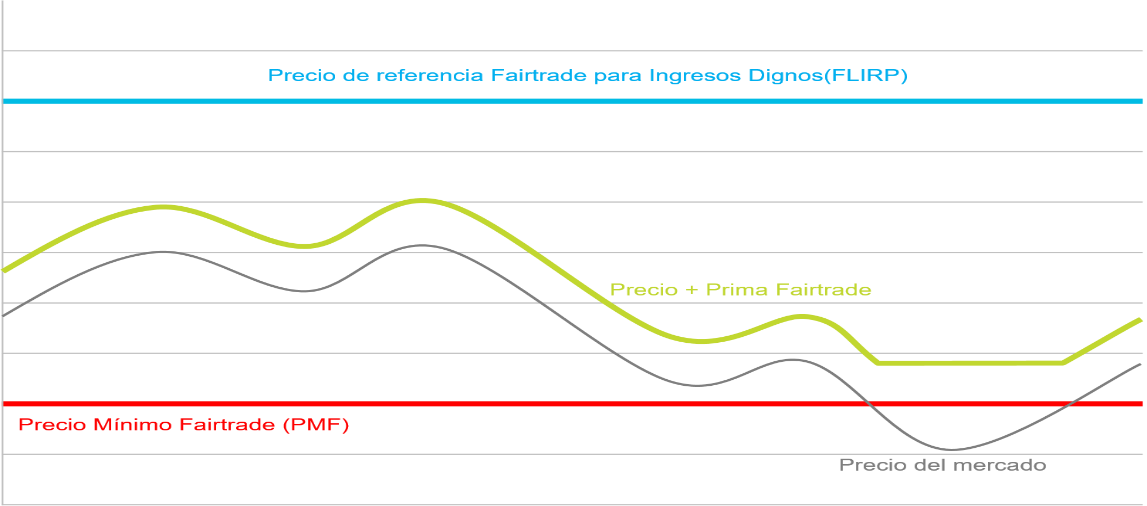 Precio de referencia Fairtrade para Ingresos Dignos(FLIRP)
Precio + Prima Fairtrade
Precio Mínimo Fairtrade (PMF)
Precio del mercado